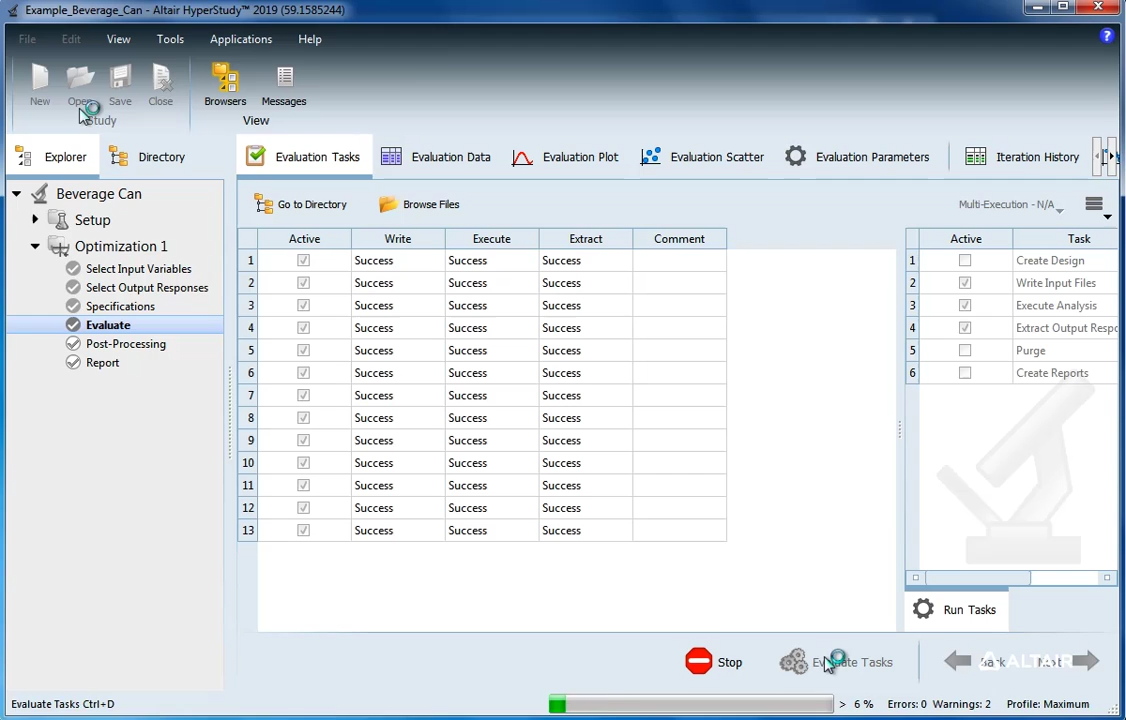 Example_Beverage_Can - Altair HyperStudy™ 2019 (59.1585244)
File Edit View Tools Applications Help
New Open Save Close Browsers Messages
Study View
Explorer Directory Evaluation Tasks Evaluation Data Evaluation Plot Evaluation Scatter Evaluation Parameters Iteration History
Beverage Can
Setup
Optimization 1
Select Input Variables
Select Output Responses
Specifications
Evaluate
Post-Processing
Report
Go to Directory Browse Files Multi-Execution - N/A
Active Write Execute Extract Comment
1 Success Success Success
2 Success Success Success
3 Success Success Success
4 Success Success Success
5 Success Success Success
6 Success Success Success
7 Success Success Success
8 Success Success Success
9 Success Success Success
10 Success Success Success
11 Success Success Success
12 Success Success Success
13 Success Success Success
Active Task
1 Create Design
2 Write Input Files
3 Execute Analysis
4 Extract Output Respo
5 Purge
6 Create Reports
Run Tasks
Stop Evaluate Tasks Back Next
ALTAIR
Evaluate Tasks Ctrl+D > 6 % Errors: 0 Warnings: 2 Profile: Maximum